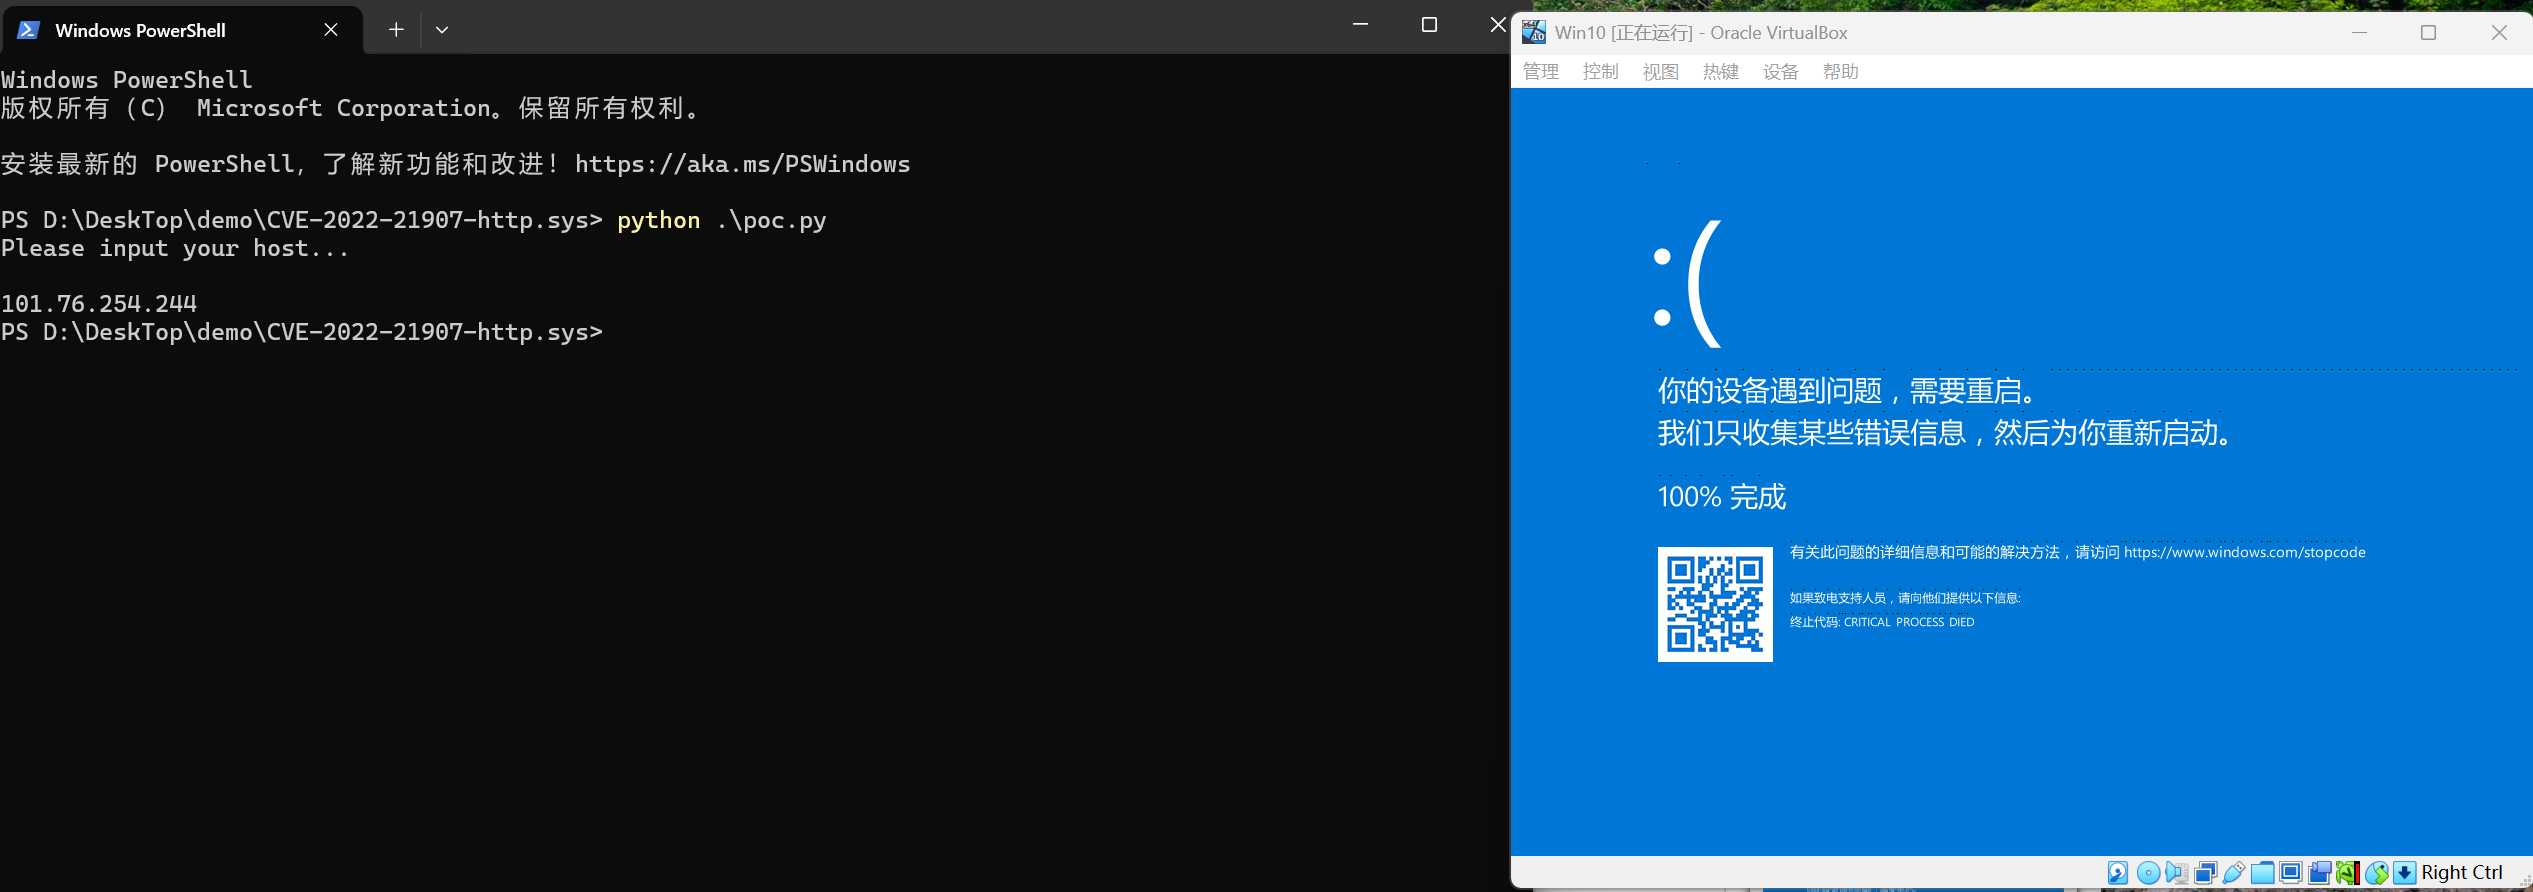 Windows PowerShell
Windows PowerShell
版权所有 (C) Microsoft Corporation。保留所有权利。
安装最新的 PowerShell,了解新功能和改进!https://aka.ms/PSWindows
PS D:\DeskTop\demo\CVE-2022-21907-http.sys> python .\poc.py
Please input your host...
101.76.254.244
PS D:\DeskTop\demo\CVE-2022-21907-http.sys>
Win10 [正在运行] - Oracle VirtualBox
管理 控制 视图 热键 设备 帮助
:(
你的设备遇到问题,需要重启。
我们只收集某些错误信息,然后为你重新启动。
100% 完成
有关此问题的详细信息和可能的解决方法,请访问 https://www.windows.com/stopcode
如果致电支持人员,请向他们提供以下信息:
终止代码: CRITICAL PROCESS DIED
Right Ctrl